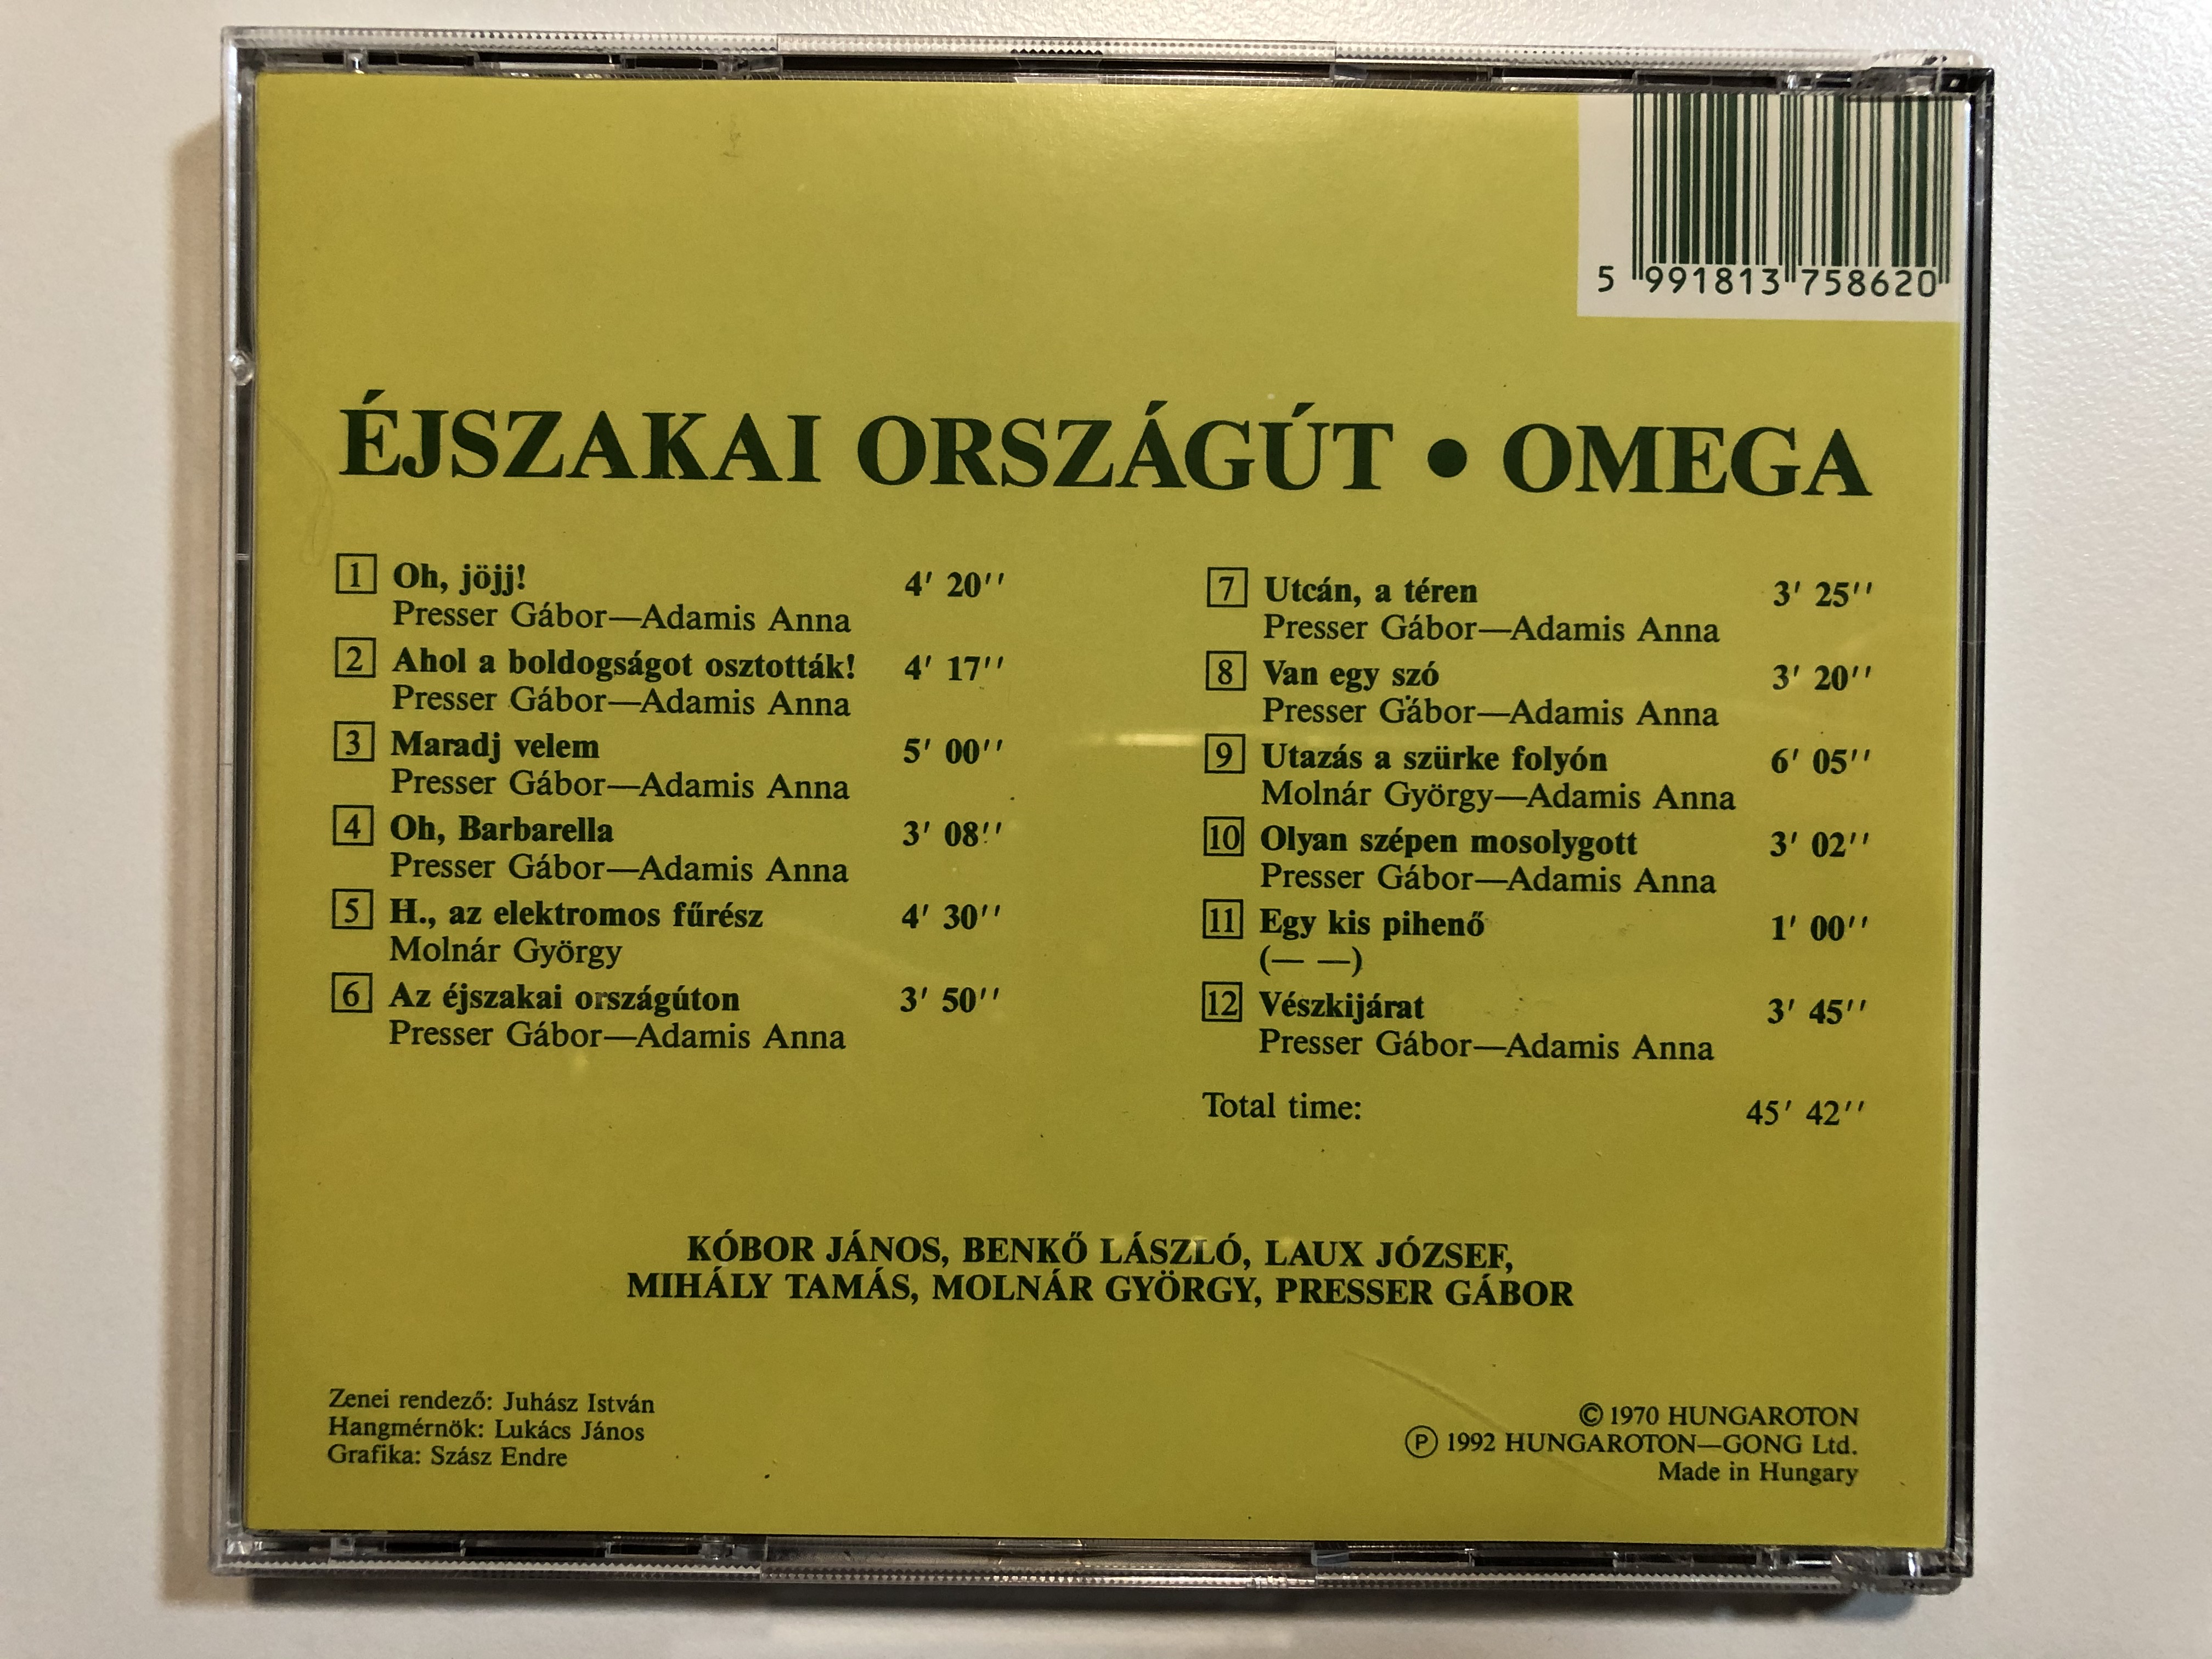 5 991813 758620
ÉJSZAKAI ORSZÁGÚT • OMEGA
1 Oh, jöjj! 4' 20''
Presser Gábor—Adamis Anna
2 Ahol a boldogságot osztották! 4' 17''
Presser Gábor—Adamis Anna
3 Maradj velem 5' 00''
Presser Gábor—Adamis Anna
4 Oh, Barbarella 3' 08''
Presser Gábor—Adamis Anna
5 H., az elektromos fűrész 4' 30''
Molnár György
6 Az éjszakai országúton 3' 50''
Presser Gábor—Adamis Anna
7 Utcán, a téren 3' 25''
Presser Gábor—Adamis Anna
8 Van egy szó 3' 20''
Presser Gábor—Adamis Anna
9 Utazás a szürke folyón 6' 05''
Molnár György—Adamis Anna
10 Olyan szépen mosolygott 3' 02''
Presser Gábor—Adamis Anna
11 Egy kis pihenő 1' 00''
(— —)
12 Vészkijárat 3' 45''
Presser Gábor—Adamis Anna
Total time: 45' 42''
KÓBOR JÁNOS, BENKŐ LÁSZLÓ, LAUX JÓZSEF,
MIHÁLY TAMÁS, MOLNÁR GYÖRGY, PRESSER GÁBOR
Zenei rendező: Juhász István
Hangmérnök: Lukács János
Grafika: Szász Endre
© 1970 HUNGAROTON
℗ 1992 HUNGAROTON—GONG Ltd.
Made in Hungary